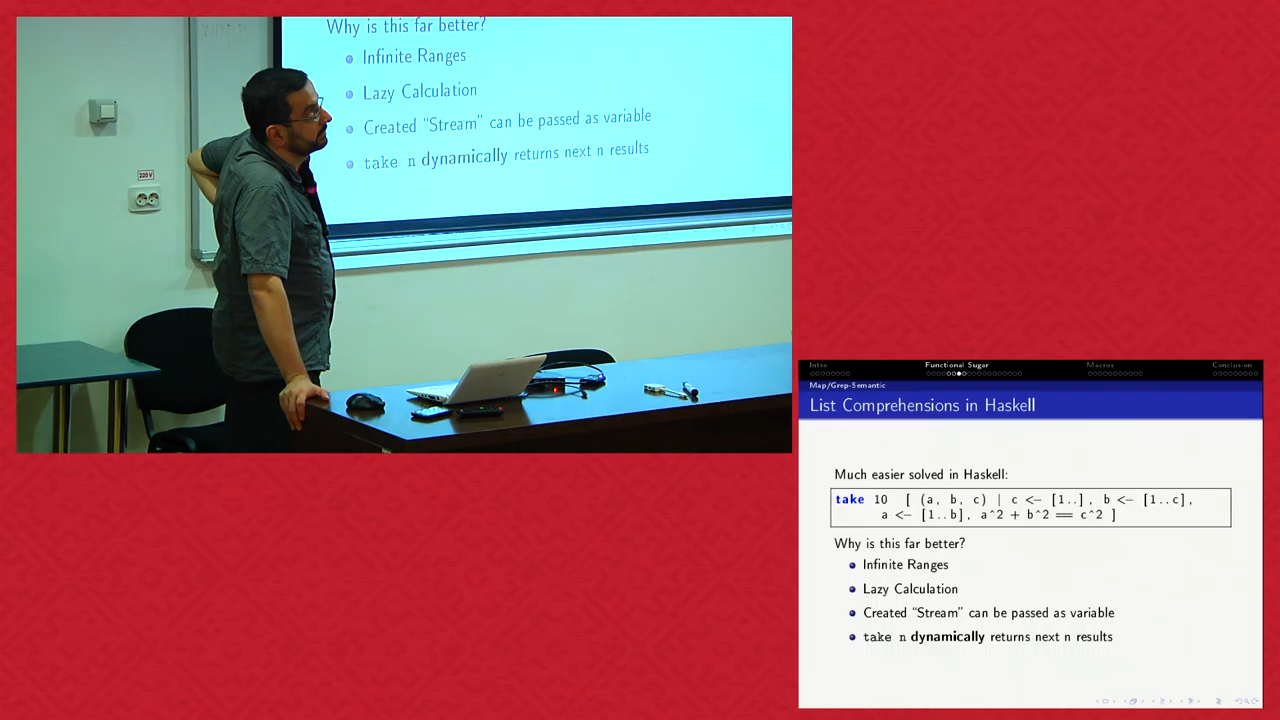 Why is this far better?
Infinite Ranges
Lazy Calculation
Created “Stream” can be passed as variable
take n dynamically returns next n results
220 V
Intro
Functional Sugar
Macros
Conclusion
Map/Grep-Semantic
List Comprehensions in Haskell
Much easier solved in Haskell:
take 10 [ (a, b, c) | c <- [1..], b <- [1..c],
a <- [1..b], a^2 + b^2 == c^2 ]
Why is this far better?
Infinite Ranges
Lazy Calculation
Created “Stream” can be passed as variable
take n dynamically returns next n results